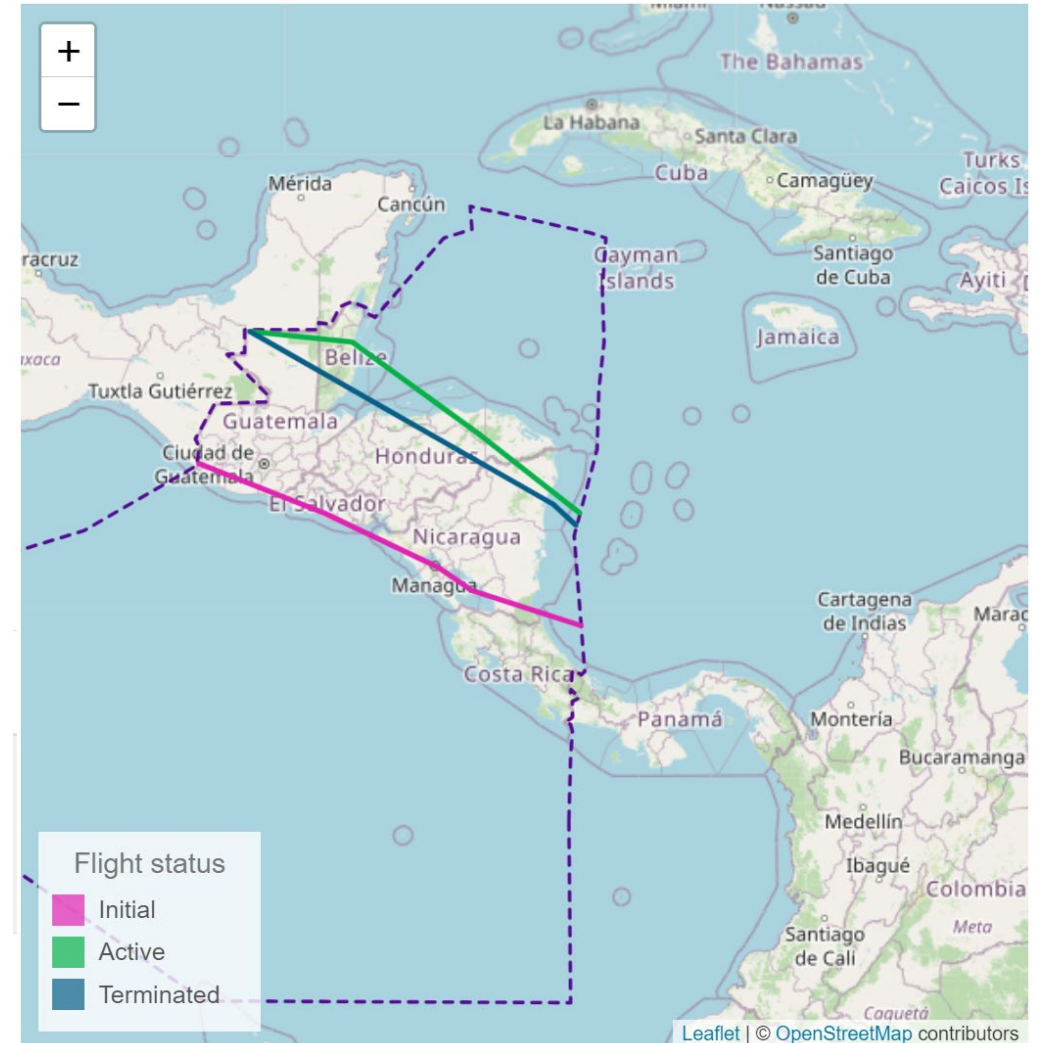 +
−
Miami
Nassau
The Bahamas
La Habana
Santa Clara
Turks
Caicos Is
Cuba
Camagüey
Mérida
Cancún
racruz
Cayman
Islands
Santiago
de Cuba
Ayiti
Jamaica
axaca
Belize
Tuxtla Gutiérrez
Guatemala
Ciudad de
Guatemala
Honduras
El Salvador
Nicaragua
Managua
Cartagena
de Indias
Marac
Costa Rica
Panamá
Montería
Bucaramanga
Medellín
Ibagué
Colombia
Meta
Santiago
de Cali
Caquetá
Flight status
Initial
Active
Terminated
Leaflet | © OpenStreetMap contributors